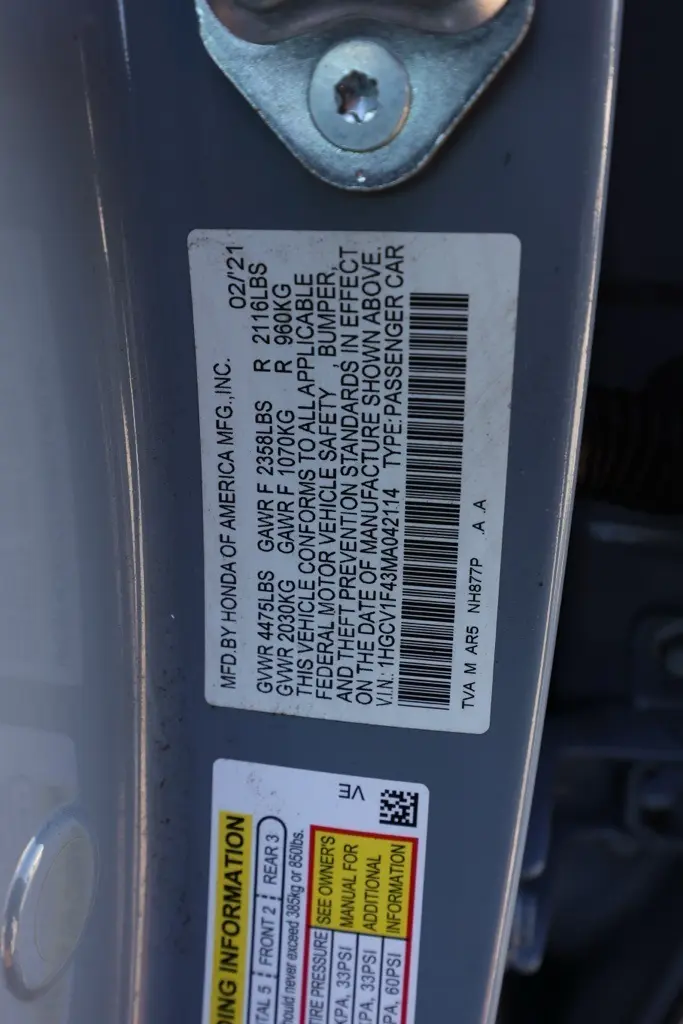 MFD.BY HONDA OF AMERICA MFG.,INC. 02/'21
GVWR 4475LBS GAWR F 2358LBS R 2116LBS
GVWR 2030KG GAWR F 1070KG R 960KG
THIS VEHICLE CONFORMS TO ALL APPLICABLE
FEDERAL MOTOR VEHICLE SAFETY , BUMPER,
AND THEFT PREVENTION STANDARDS IN EFFECT
ON THE DATE OF MANUFACTURE SHOWN ABOVE.
V.I.N.: 1HGCV1F43MA042114 TYPE:PASSENGER CAR
TVA M AR5 NH877P .A .A
VE
DING INFORMATION
TAL 5 FRONT 2 REAR 3
hould never exceed 385kg or 850lbs.
TIRE PRESSURE SEE OWNER'S
KPA, 33PSI MANUAL FOR
PA, 33PSI ADDITIONAL
PA, 60PSI INFORMATION